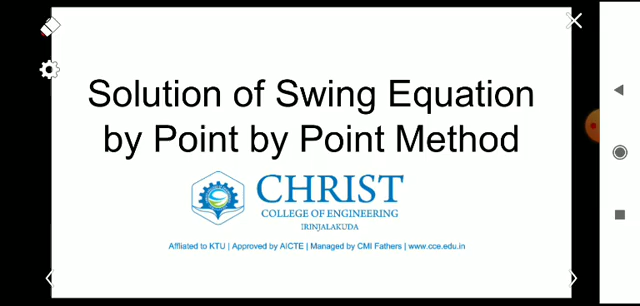 Solution of Swing Equation
by Point by Point Method
CHRIST
COLLEGE OF ENGINEERING
IRINJALAKUDA
Affliated to KTU | Approved by AICTE | Managed by CMI Fathers | www.cce.edu.in